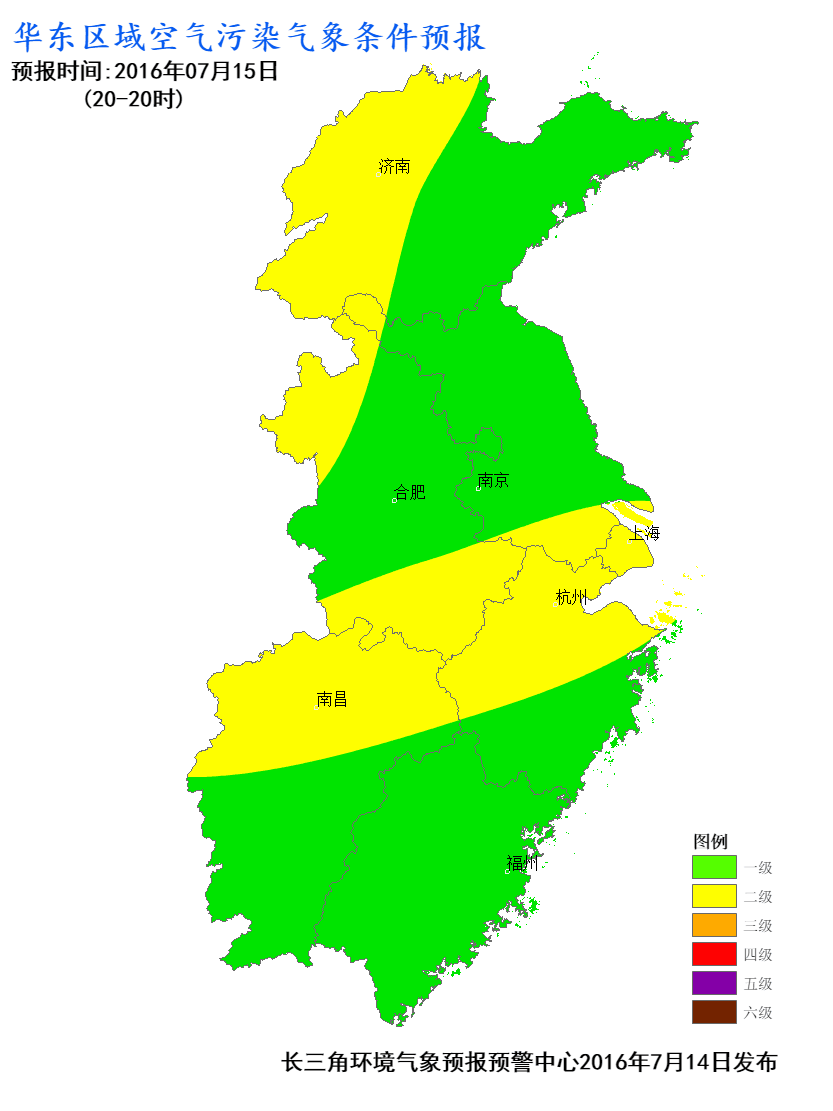 华东区域空气污染气象条件预报
预报时间:2016年07月15日
(20-20时)
济南
南京
合肥
上海
杭州
南昌
福州
图例
一级
二级
三级
四级
五级
六级
长三角环境气象预报预警中心2016年7月14日发布